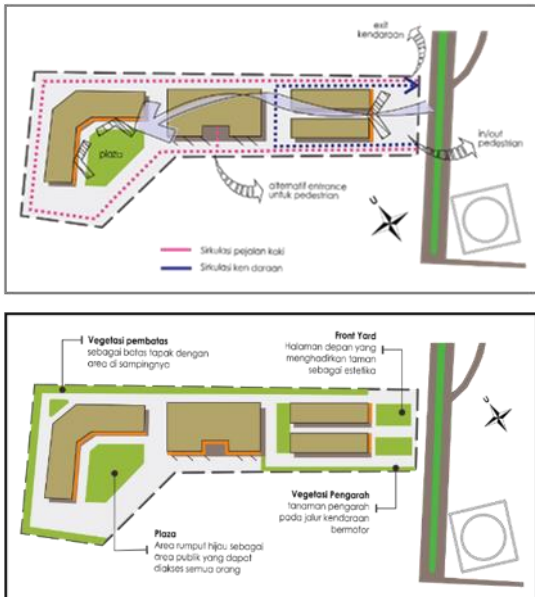 exit
kendaraan
plaza
in/out
pedestrian
alternatif entrance
untuk pedestrian
U
Sirkulasi pejalan kaki
Sirkulasi ken daraan
Vegetasi pembatas
sebagai batas tapak dengan
area di sampingnya
Front Yard
Halaman depan yang
menghadirkan taman
sebagai estetika
U
Vegetasi Pengarah
tanaman pengarah
pada jalur kendaraan
bermotor
Plaza
Area rumput hijau sebagai
area publik yang dapat
diakses semua orang